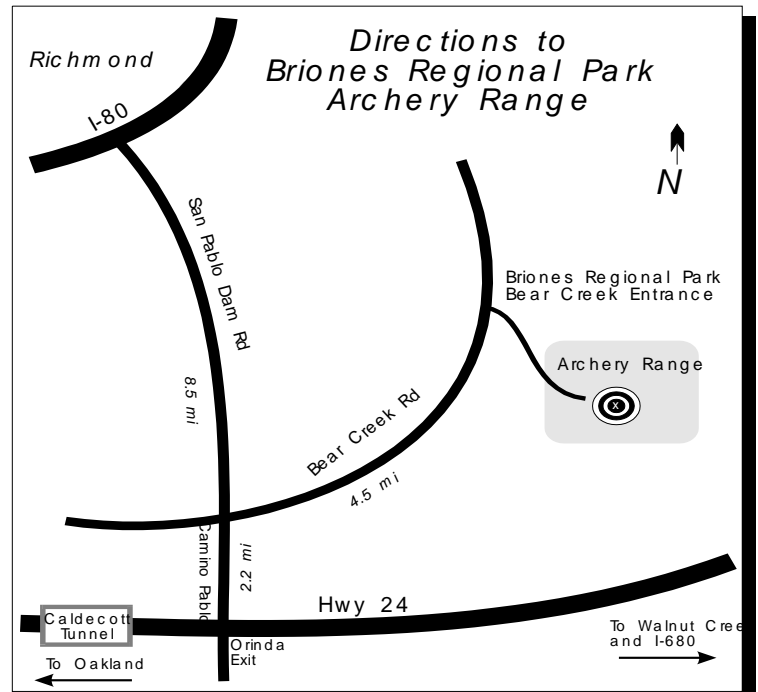 Directions to
Briones Regional Park
Archery Range
Richmond
I-80
N
San Pablo Dam Rd
8.5 mi
Briones Regional Park
Bear Creek Entrance
Archery Range
X
Bear Creek Rd
4.5 mi
Camino Pablo
2.2 mi
Hwy 24
Caldecott
Tunnel
To Oakland
Orinda
Exit
To Walnut Cree
and I-680